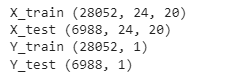 X_train (28052, 24, 20)
X_test (6988, 24, 20)
Y_train (28052, 1)
Y_test (6988, 1)